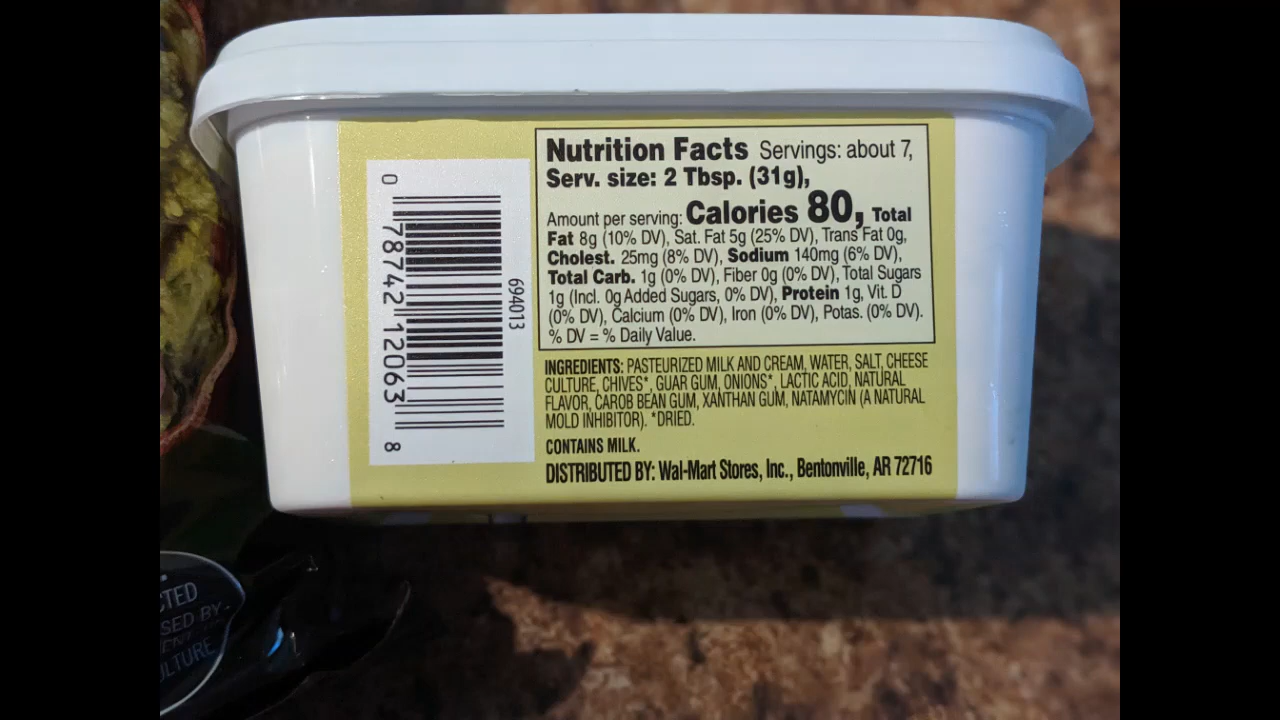 Nutrition Facts Servings: about 7,
Serv. size: 2 Tbsp. (31g),
Amount per serving: Calories 80, Total
Fat 8g (10% DV), Sat. Fat 5g (25% DV), Trans Fat 0g,
Cholest. 25mg (8% DV), Sodium 140mg (6% DV),
Total Carb. 1g (0% DV), Fiber 0g (0% DV), Total Sugars
1g (Incl. 0g Added Sugars, 0% DV), Protein 1g, Vit. D
(0% DV), Calcium (0% DV), Iron (0% DV), Potas. (0% DV).
% DV = % Daily Value.
INGREDIENTS: PASTEURIZED MILK AND CREAM, WATER, SALT, CHEESE
CULTURE, CHIVES*, GUAR GUM, ONIONS*, LACTIC ACID, NATURAL
FLAVOR, CAROB BEAN GUM, XANTHAN GUM, NATAMYCIN (A NATURAL
MOLD INHIBITOR). *DRIED.
CONTAINS MILK.
DISTRIBUTED BY: Wal-Mart Stores, Inc., Bentonville, AR 72716
0 78742 12063 8
694013
CTED
SED BY
ULTURE